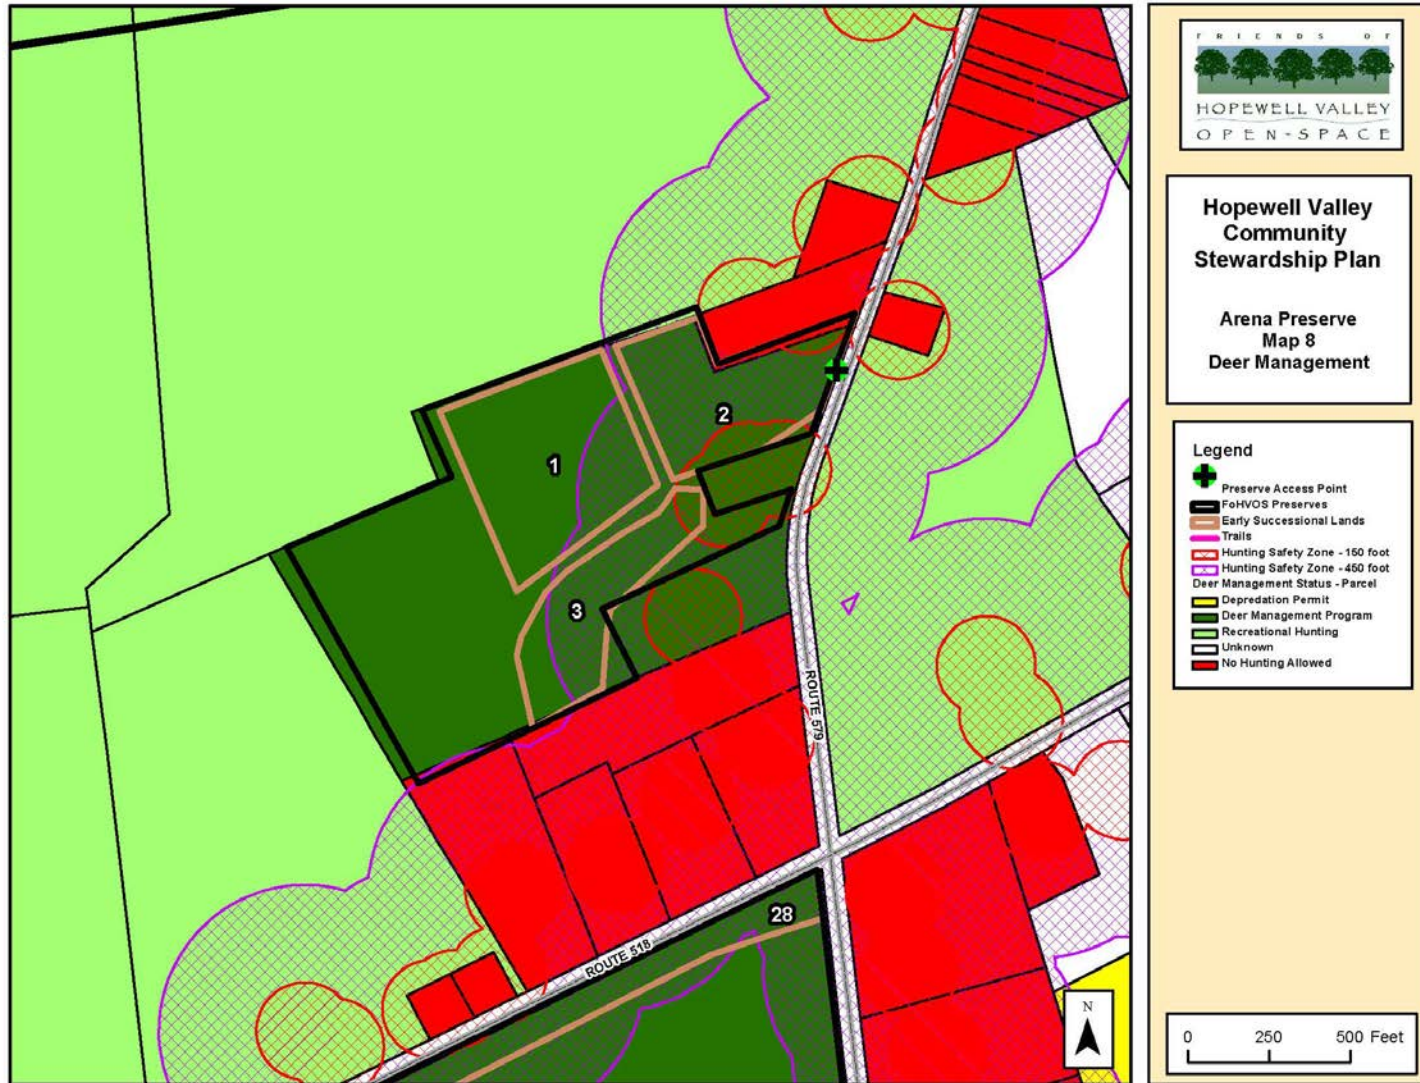 FRIENDS OF
HOPEWELL VALLEY
OPEN-SPACE
Hopewell Valley
Community
Stewardship Plan
Arena Preserve
Map 8
Deer Management
Legend
Preserve Access Point
FoHVOS Preserves
Early Successional Lands
Trails
Hunting Safety Zone - 150 foot
Hunting Safety Zone - 450 foot
Deer Management Status - Parcel
Depredation Permit
Deer Management Program
Recreational Hunting
Unknown
No Hunting Allowed
1
2
3
28
ROUTE 579
ROUTE 518
N
0 250 500 Feet